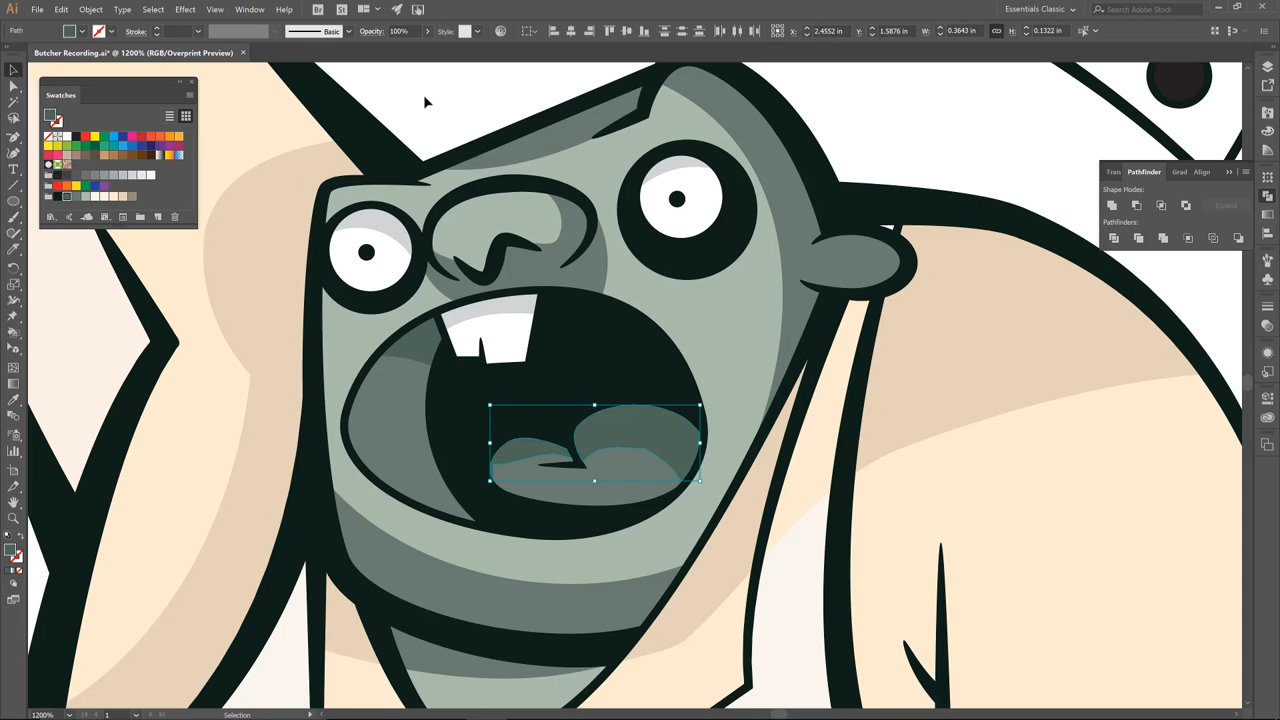 Ai File Edit Object Type Select Effect View Window Help Br St Essentials Classic Search Adobe Stock
Path Stroke: Basic Opacity: 100% Style: X: 2.4552 in Y: 1.5876 in W: 0.3643 in H: 0.1322 in
Butcher Recording.ai* @ 1200% (RGB/Overprint Preview) ×
Swatches
Tran Pathfinder Grad Align
Shape Modes:
Expand
Pathfinders:
1200% 1 Selection